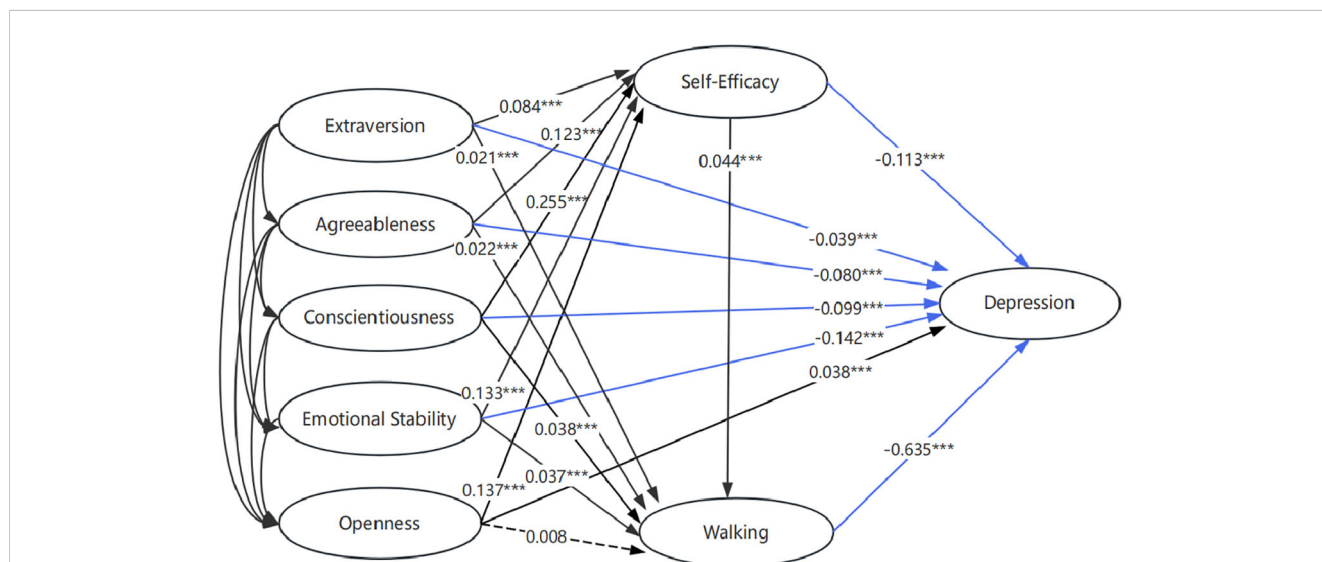 Self-Efficacy
0.084***
Extraversion
0.123***
0.021***
0.044***
-0.113***
0.255***
Agreeableness
0.022***
-0.039***
-0.080***
Conscientiousness
-0.099***
Depression
-0.142***
0.038***
0.133***
Emotional Stability
0.038***
-0.635***
0.037***
0.137***
Openness
0.008
Walking